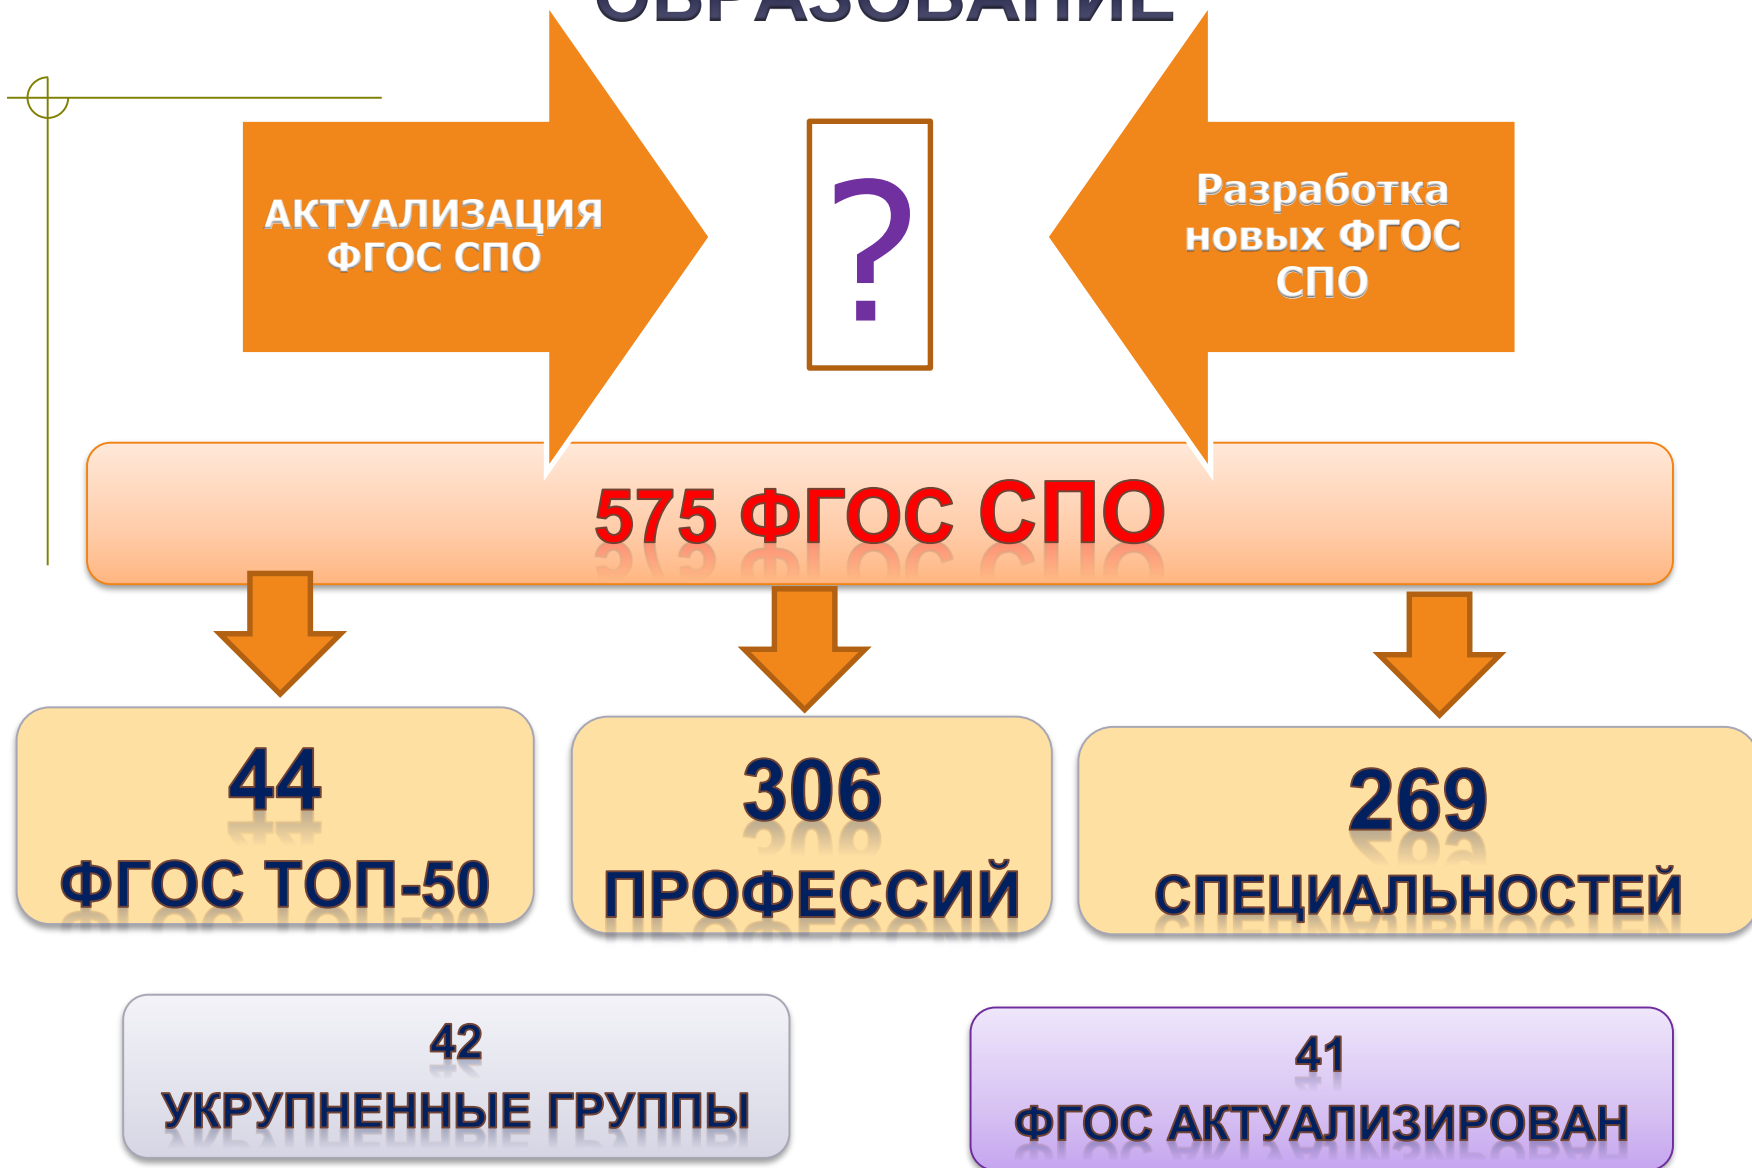 ОБРАЗОВАНИЕ
АКТУАЛИЗАЦИЯ
ФГОС СПО
?
Разработка
новых ФГОС
СПО
575 ФГОС СПО
44
ФГОС ТОП-50
306
ПРОФЕССИЙ
269
СПЕЦИАЛЬНОСТЕЙ
42
УКРУПНЕННЫЕ ГРУППЫ
41
ФГОС АКТУАЛИЗИРОВАН